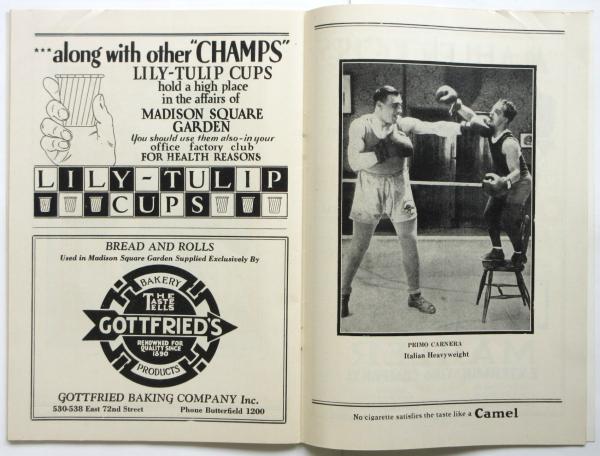 ***along with other "CHAMPS"
LILY-TULIP CUPS
hold a high place
in the affairs of
MADISON SQUARE
GARDEN
You should use them also-in your
office factory club
FOR HEALTH REASONS
LILY-TULIP
CUPS
BREAD AND ROLLS
Used in Madison Square Garden Supplied Exclusively By
BAKERY
THE
TASTE
TELLS
GOTTFRIED'S
RENOWNED FOR
QUALITY SINCE
1890
PRODUCTS
GOTTFRIED BAKING COMPANY Inc.
530-538 East 72nd Street Phone Butterfield 1200
PRIMO CARNERA
Italian Heavyweight
No cigarette satisfies the taste like a Camel